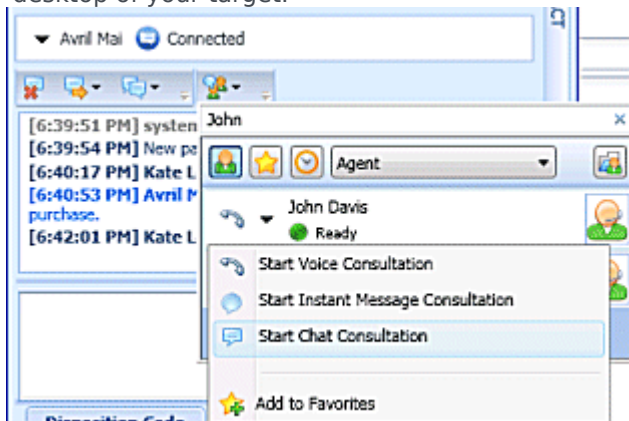 desktop of your target.
Avril Mai Connected
[6:39:51 PM] system
[6:39:54 PM] New pa
[6:40:17 PM] Kate L
[6:40:53 PM] Avril M
purchase.
[6:42:01 PM] Kate L
John
Agent
John Davis
Ready
Start Voice Consultation
Start Instant Message Consultation
Start Chat Consultation
Add to Favorites
Disposition Code